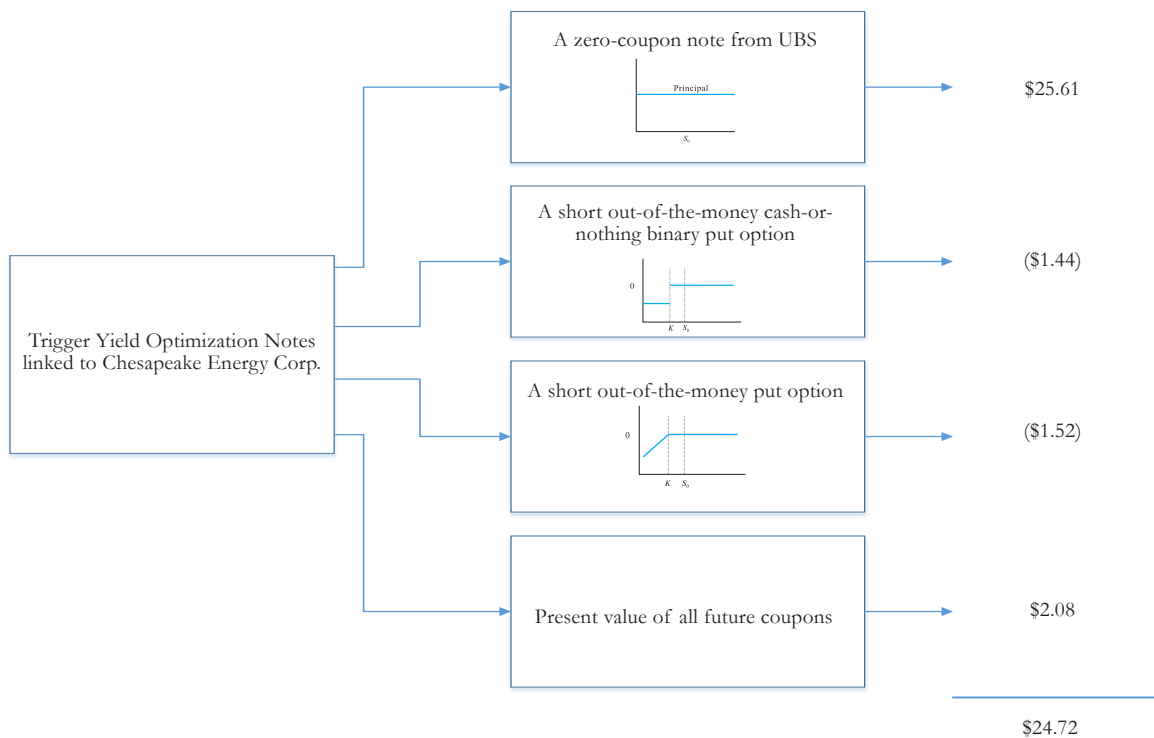 A zero-coupon note from UBS
Principal
S₀
$25.61
A short out-of-the-money cash-or-
nothing binary put option
0
K S₀
($1.44)
Trigger Yield Optimization Notes
linked to Chesapeake Energy Corp.
A short out-of-the-money put option
0
K S₀
($1.52)
Present value of all future coupons
$2.08
$24.72